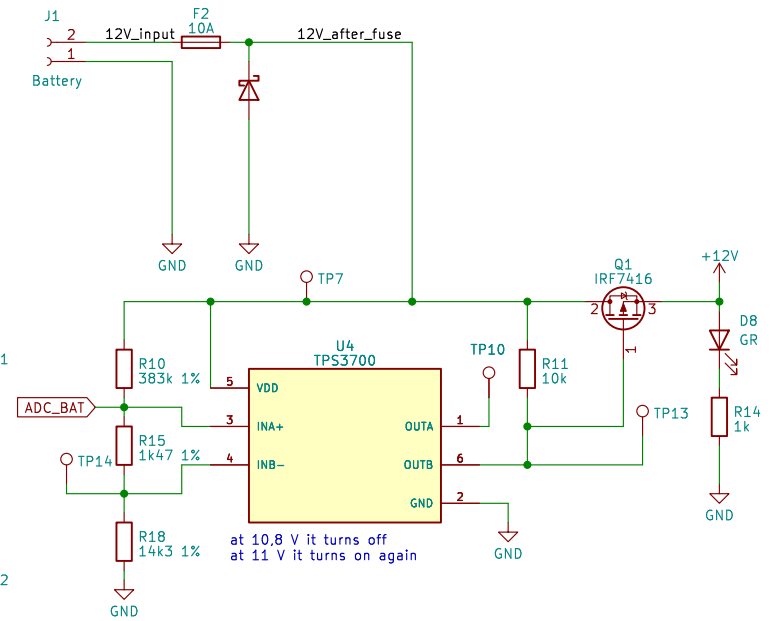 J1
F2
10A
2
12V_input
12V_after_fuse
1
Battery
GND
GND
+12V
Q1
IRF7416
TP7
2
3
1
D8
GR
U4
TPS3700
TP10
1
R10
383k 1%
5
VDD
R11
10k
ADC_BAT
3
INA+
OUTA
1
TP13
R14
1k
R15
1k47 1%
TP14
4
INB-
OUTB
6
GND
2
GND
R18
14k3 1%
at 10,8 V it turns off
at 11 V it turns on again
GND
2
GND